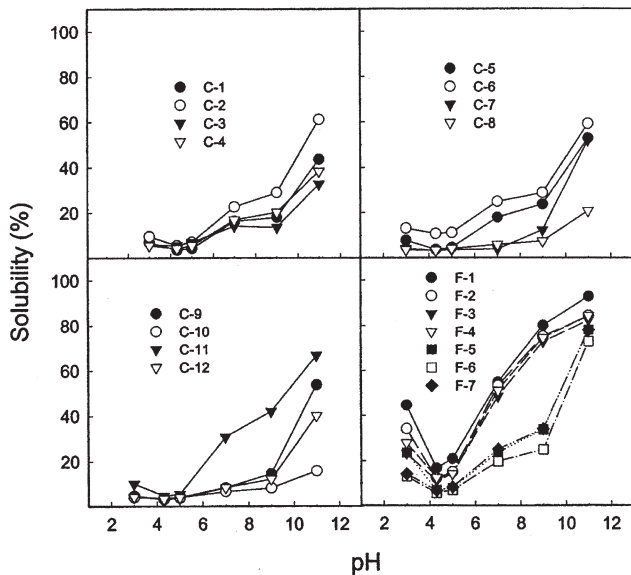 100
80
60
40
20
C-1
C-2
C-3
C-4
C-5
C-6
C-7
C-8
Solubility (%)
100
80
60
40
20
C-9
C-10
C-11
C-12
F-1
F-2
F-3
F-4
F-5
F-6
F-7
2 4 6 8 10 12 2 4 6 8 10 12
pH